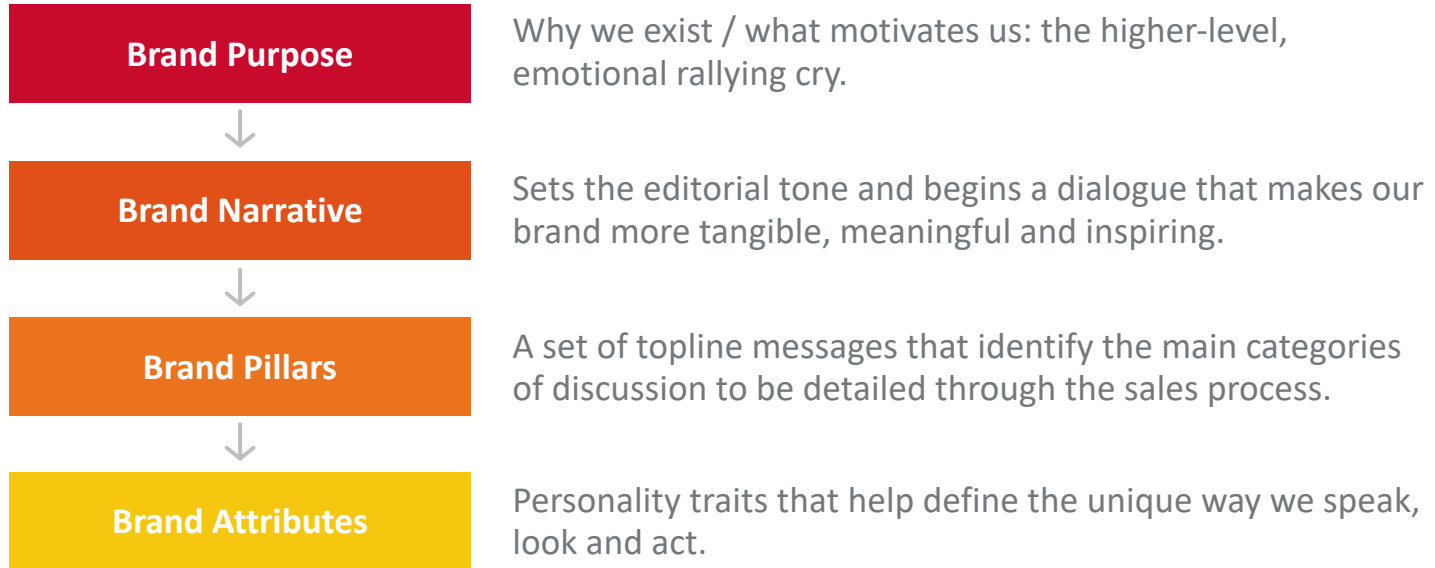 Brand Purpose
Why we exist / what motivates us: the higher-level,
emotional rallying cry.
Brand Narrative
Sets the editorial tone and begins a dialogue that makes our
brand more tangible, meaningful and inspiring.
Brand Pillars
A set of topline messages that identify the main categories
of discussion to be detailed through the sales process.
Brand Attributes
Personality traits that help define the unique way we speak,
look and act.